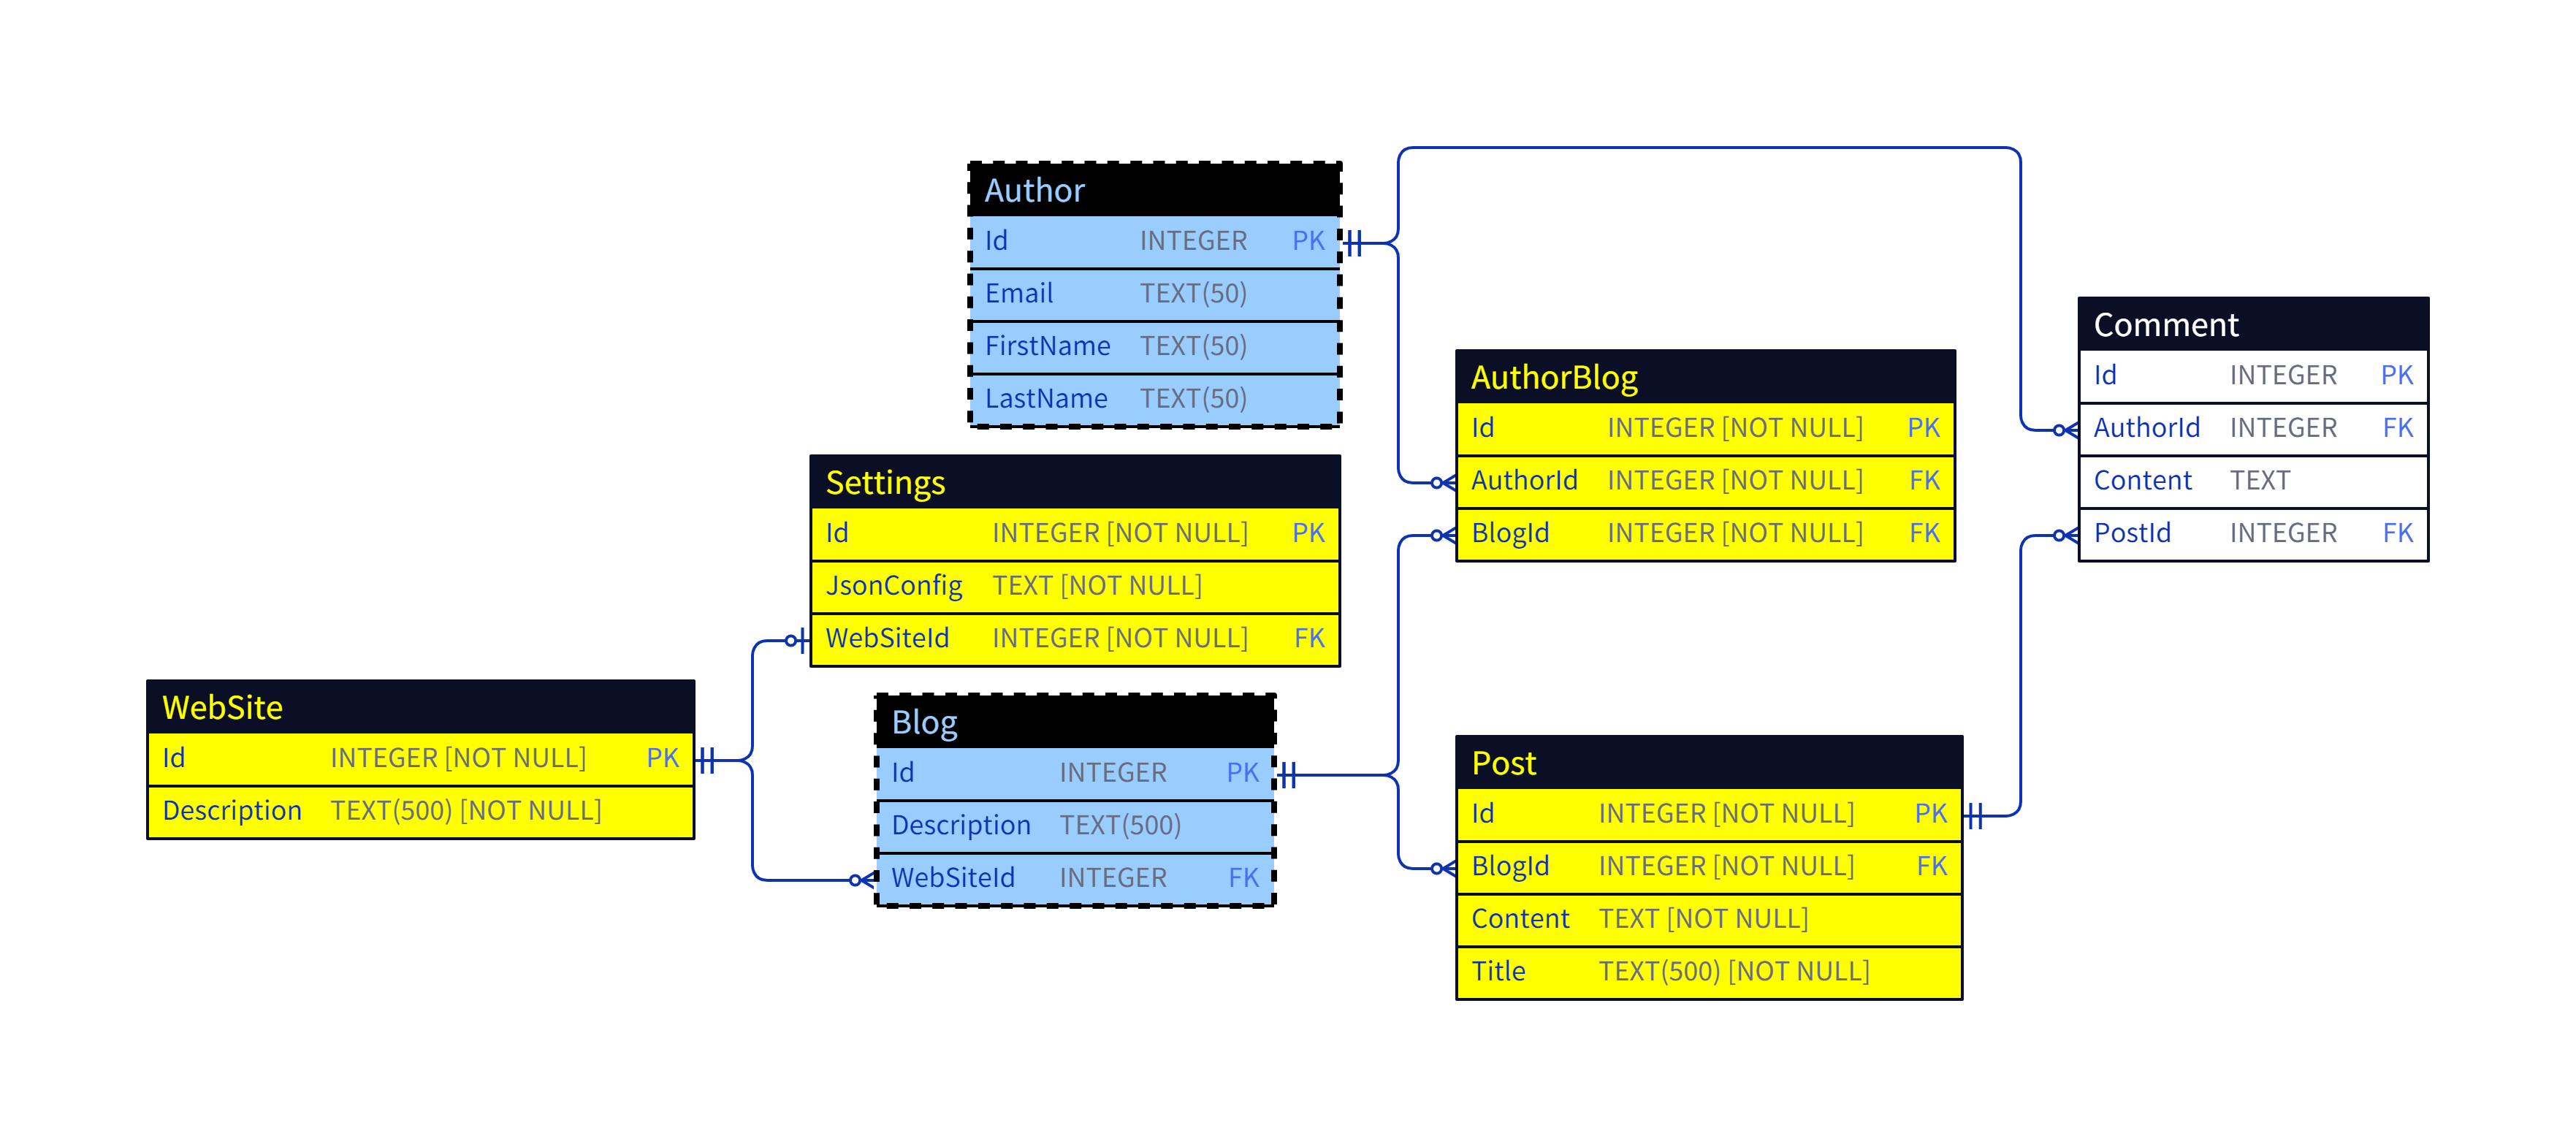 Author
Id INTEGER PK
Email TEXT(50)
FirstName TEXT(50)
LastName TEXT(50)
Settings
Id INTEGER [NOT NULL] PK
JsonConfig TEXT [NOT NULL]
WebSiteId INTEGER [NOT NULL] FK
WebSite
Id INTEGER [NOT NULL] PK
Description TEXT(500) [NOT NULL]
Blog
Id INTEGER PK
Description TEXT(500)
WebSiteId INTEGER FK
AuthorBlog
Id INTEGER [NOT NULL] PK
AuthorId INTEGER [NOT NULL] FK
BlogId INTEGER [NOT NULL] FK
Post
Id INTEGER [NOT NULL] PK
BlogId INTEGER [NOT NULL] FK
Content TEXT [NOT NULL]
Title TEXT(500) [NOT NULL]
Comment
Id INTEGER PK
AuthorId INTEGER FK
Content TEXT
PostId INTEGER FK